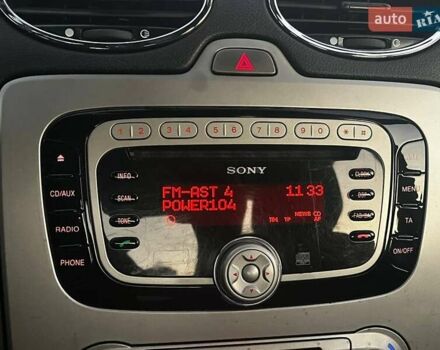 auto RIA
1 2 3 4 5 6 7 8 9 0 * #
SONY
INFO
CLOCK
CD/AUX
SCAN
FM-AST 4 11 33
DSP
MENU
POWER104
RADIO
TONE
NEWS CD
TP
AF
TA
PHONE
ON/OFF